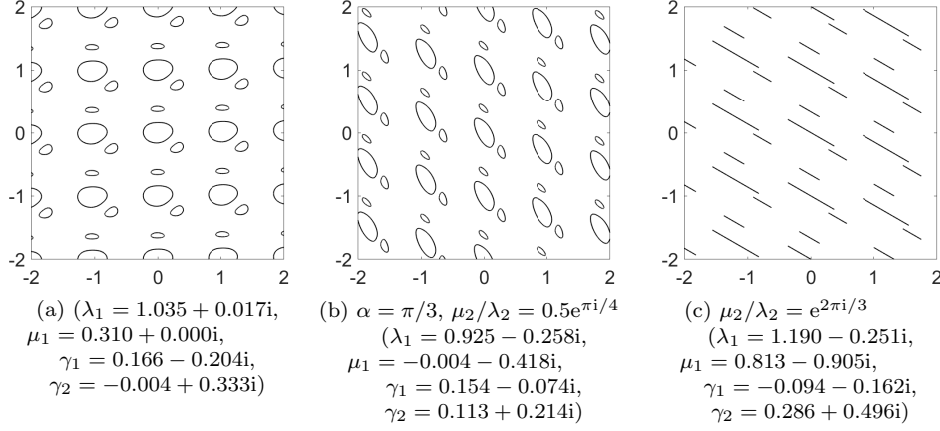 2
1
0
-1
-2
-2 -1 0 1 2
2
1
0
-1
-2
-2 -1 0 1 2
2
1
0
-1
-2
-2 -1 0 1 2
(a) (λ₁ = 1.035 + 0.017i,
μ₁ = 0.310 + 0.000i,
γ₁ = 0.166 − 0.204i,
γ₂ = −0.004 + 0.333i)
(b) α = π/3, μ₂/λ₂ = 0.5e^{πi/4}
(λ₁ = 0.925 − 0.258i,
μ₁ = −0.004 − 0.418i,
γ₁ = 0.154 − 0.074i,
γ₂ = 0.113 + 0.214i)
(c) μ₂/λ₂ = e^{2πi/3}
(λ₁ = 1.190 − 0.251i,
μ₁ = 0.813 − 0.905i,
γ₁ = −0.094 − 0.162i,
γ₂ = 0.286 + 0.496i)